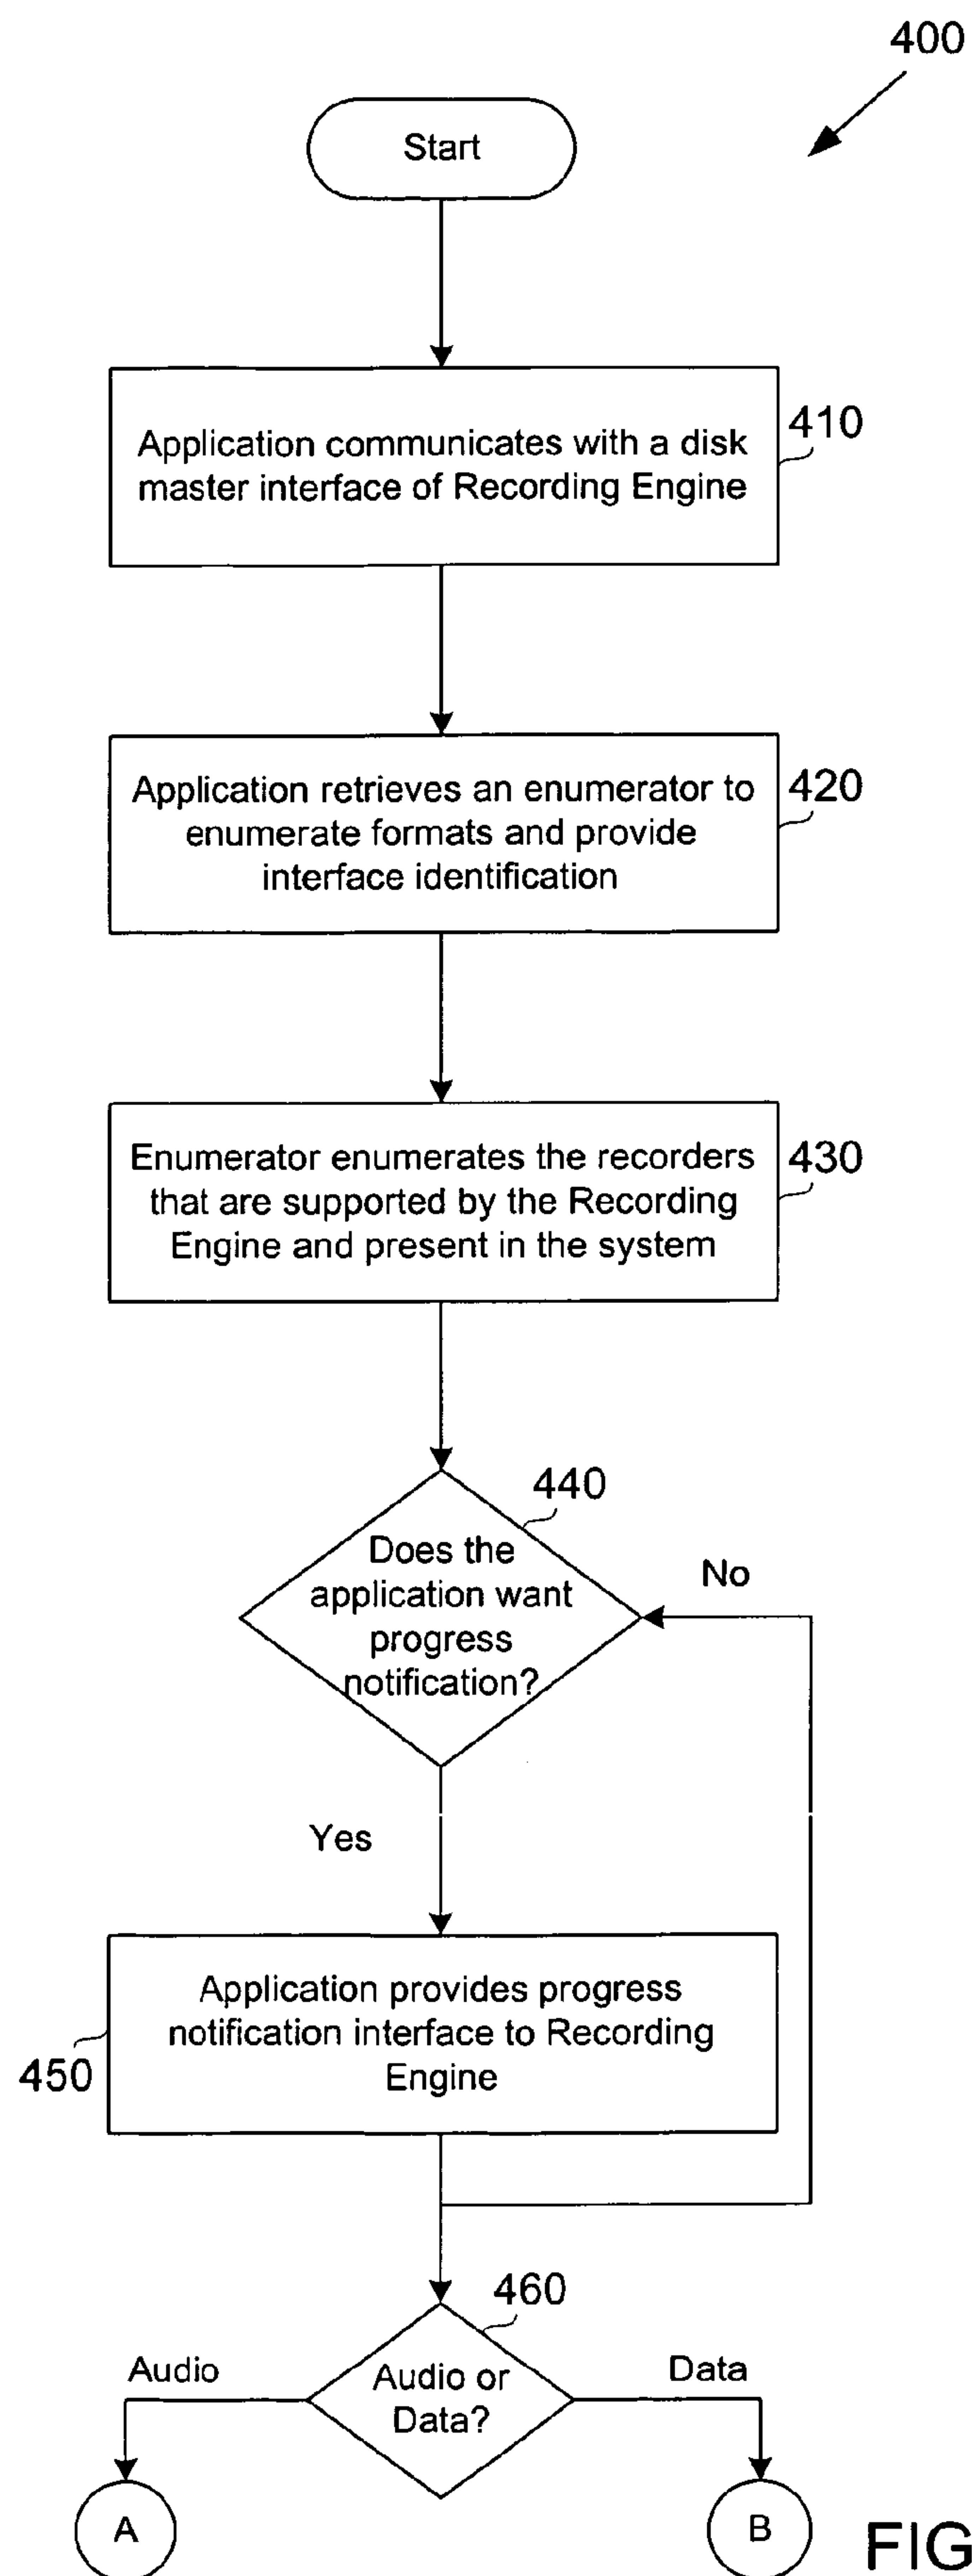 400
Start
Application communicates with a disk
master interface of Recording Engine
410
Application retrieves an enumerator to
enumerate formats and provide
interface identification
420
Enumerator enumerates the recorders
that are supported by the Recording
Engine and present in the system
430
440
Does the
application want
progress
notification?
No
Yes
Application provides progress
notification interface to Recording
Engine
450
460
Audio or
Data?
Audio
Data
A
B
FIG